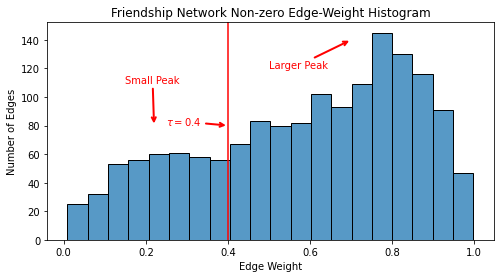 Friendship Network Non-zero Edge-Weight Histogram
140
120
100
80
60
40
20
0
Number of Edges
Larger Peak
Small Peak
τ = 0.4
0.0 0.2 0.4 0.6 0.8 1.0
Edge Weight